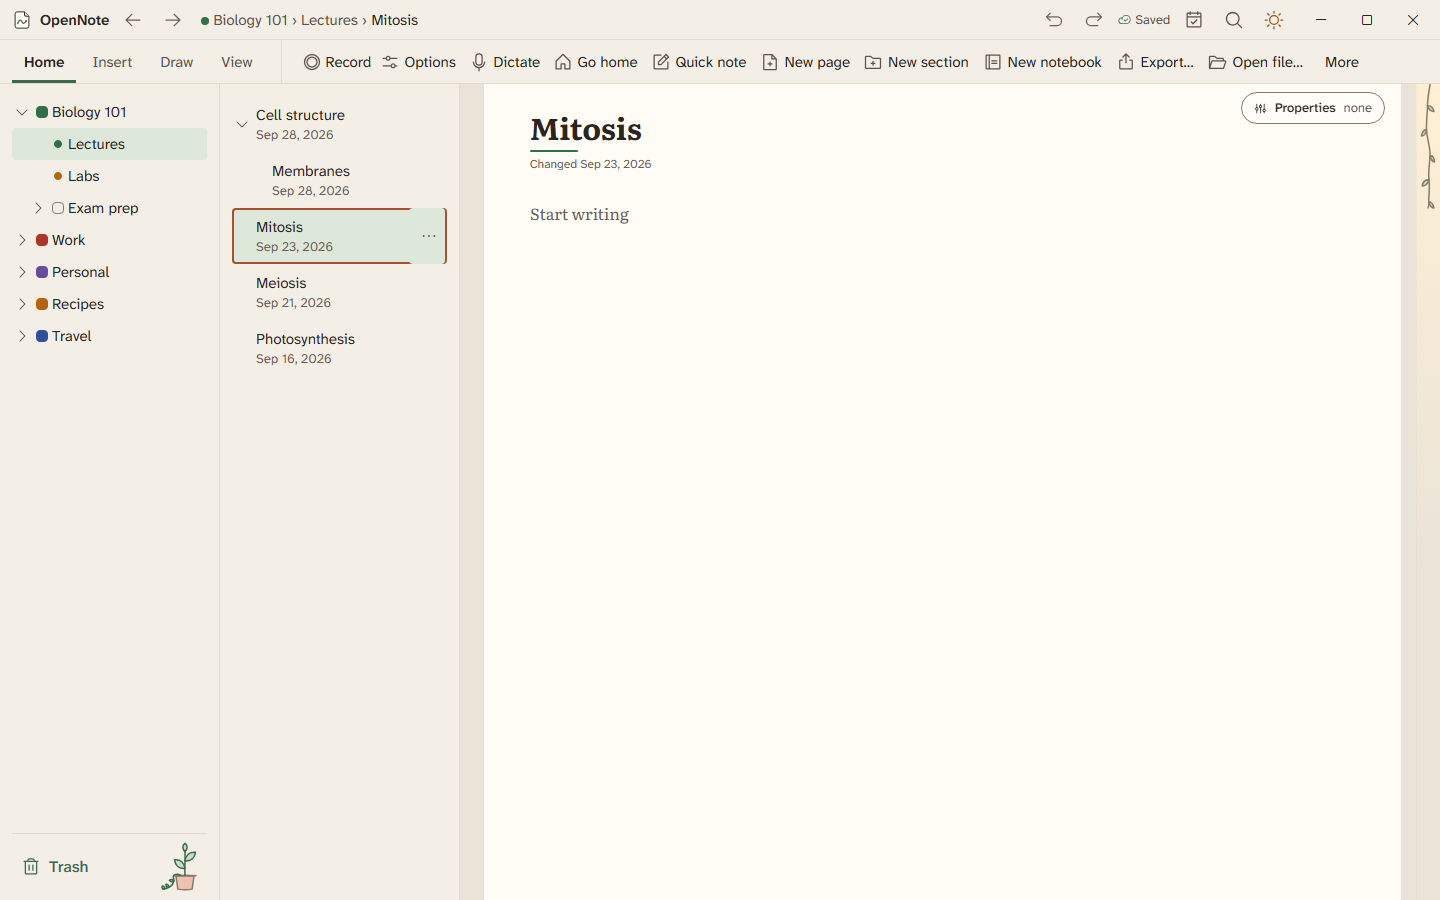 OpenNote
Biology 101 › Lectures › Mitosis
Saved
Home
Insert
Draw
View
Record
Options
Dictate
Go home
Quick note
New page
New section
New notebook
Export...
Open file...
More
Biology 101
Lectures
Labs
Exam prep
Work
Personal
Recipes
Travel
Trash
Cell structure
Sep 28, 2026
Membranes
Sep 28, 2026
Mitosis
Sep 23, 2026
Meiosis
Sep 21, 2026
Photosynthesis
Sep 16, 2026
Properties none
Mitosis
Changed Sep 23, 2026
Start writing